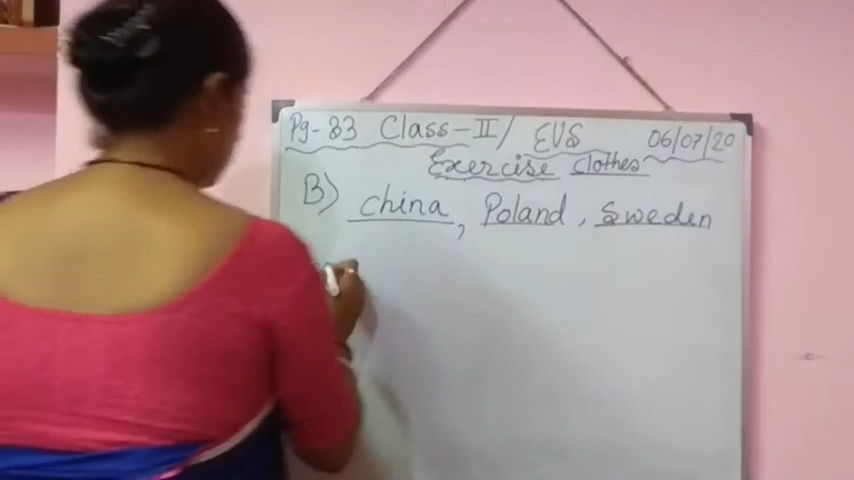 Pg-83 Class-II/ EVS 06/07/20
Exercise clothes
B) China, Poland, Sweden